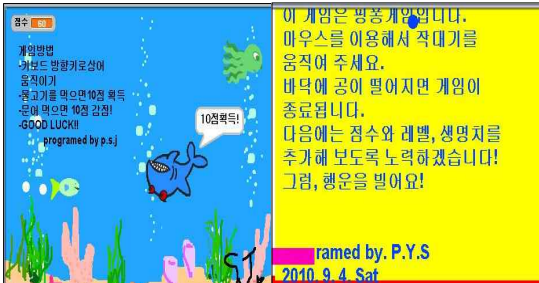 점수 60
게임방법
-키보드 방향키로상어
움직이기
-물고기를 먹으면 10점 획득
-문어 먹으면 10점 감점!
-GOOD LUCK!!
programed by p.s.j
10점획득!
이 게임은 핑퐁게임입니다.
마우스를 이용해서 작대기를
움직여 주세요.
바닥에 공이 떨어지면 게임이
종료됩니다.
다음에는 점수와 레벨, 생명치를
추가해 보도록 노력하겠습니다!
그럼, 행운을 빌어요!
ramed by. P.Y.S
2010. 9. 4. Sat